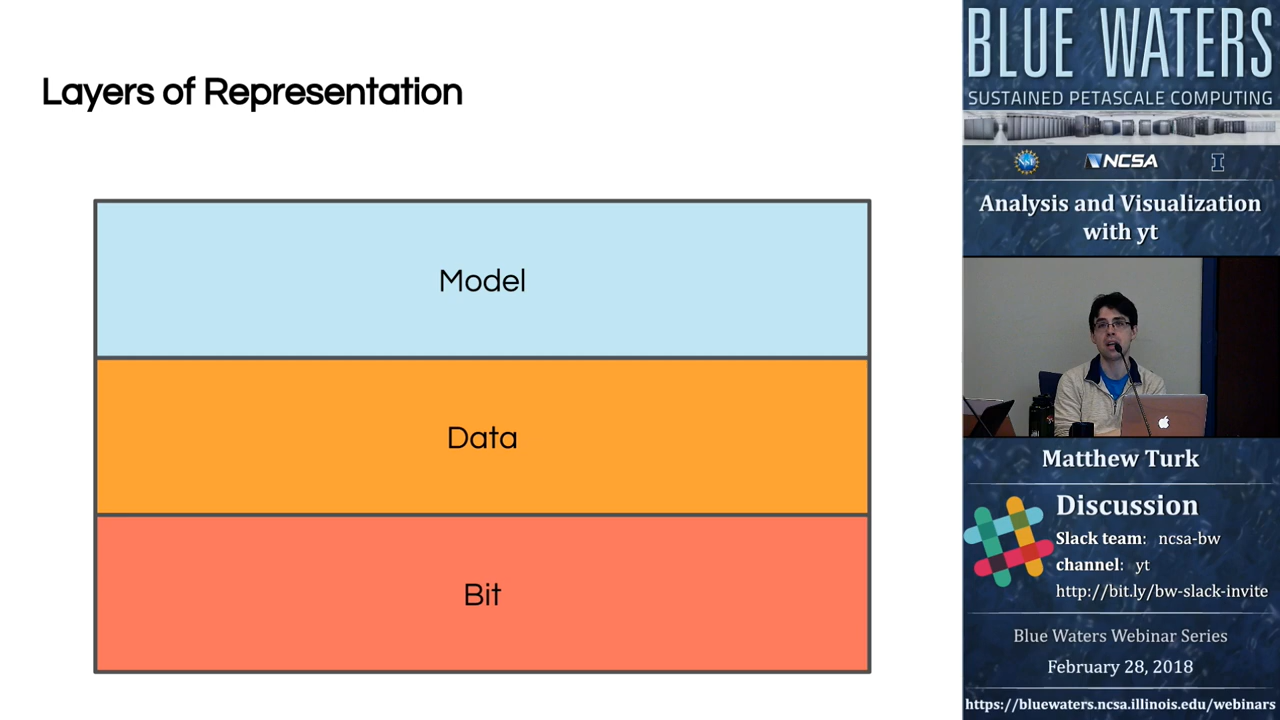 Layers of Representation
Model
Data
Bit
BLUE WATERS
SUSTAINED PETASCALE COMPUTING
NSF
NCSA
I
Analysis and Visualization
with yt
Matthew Turk
Discussion
Slack team: ncsa-bw
channel: yt
http://bit.ly/bw-slack-invite
Blue Waters Webinar Series
February 28, 2018
https://bluewaters.ncsa.illinois.edu/webinars